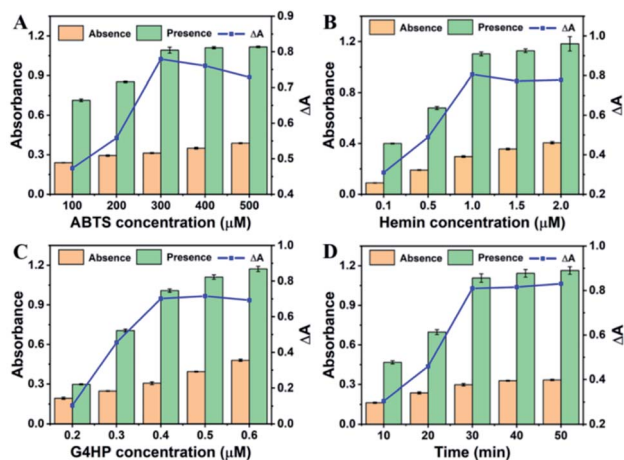 A
Absence Presence ΔA
Absorbance
1.2
0.9
0.6
0.3
0.0
0.9
0.8
0.7
0.6
0.5
0.4
ΔA
100 200 300 400 500
ABTS concentration (μM)
B
Absence Presence ΔA
Absorbance
1.2
0.8
0.4
0.0
1.0
0.8
0.6
0.4
0.2
ΔA
0.1 0.5 1.0 1.5 2.0
Hemin concentration (μM)
C
Absence Presence ΔA
Absorbance
1.2
0.9
0.6
0.3
0.0
1.0
0.8
0.6
0.4
0.2
0.0
ΔA
0.2 0.3 0.4 0.5 0.6
G4HP concentration (μM)
D
Absence Presence ΔA
Absorbance
1.2
0.9
0.6
0.3
0.0
1.0
0.8
0.6
0.4
0.2
ΔA
10 20 30 40 50
Time (min)